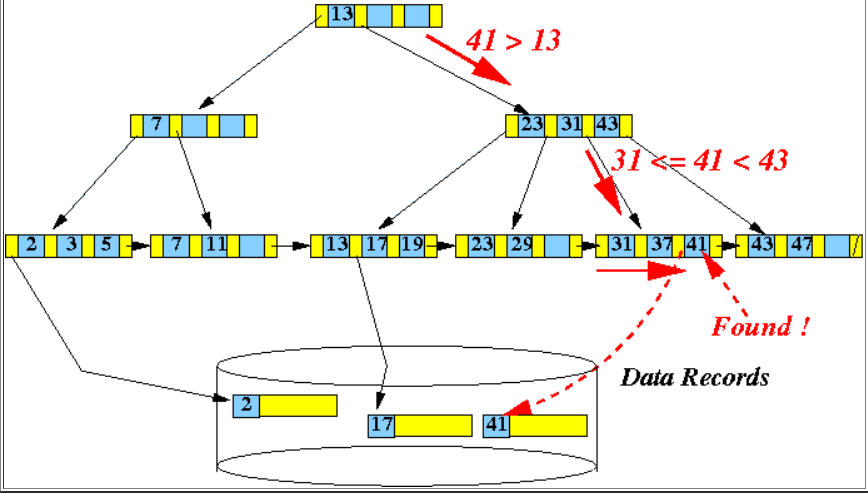 13
41 > 13
7
23 31 43
31 <= 41 < 43
2 3 5
7 11
13 17 19
23 29
31 37 41
43 47
Found !
Data Records
2
17
41